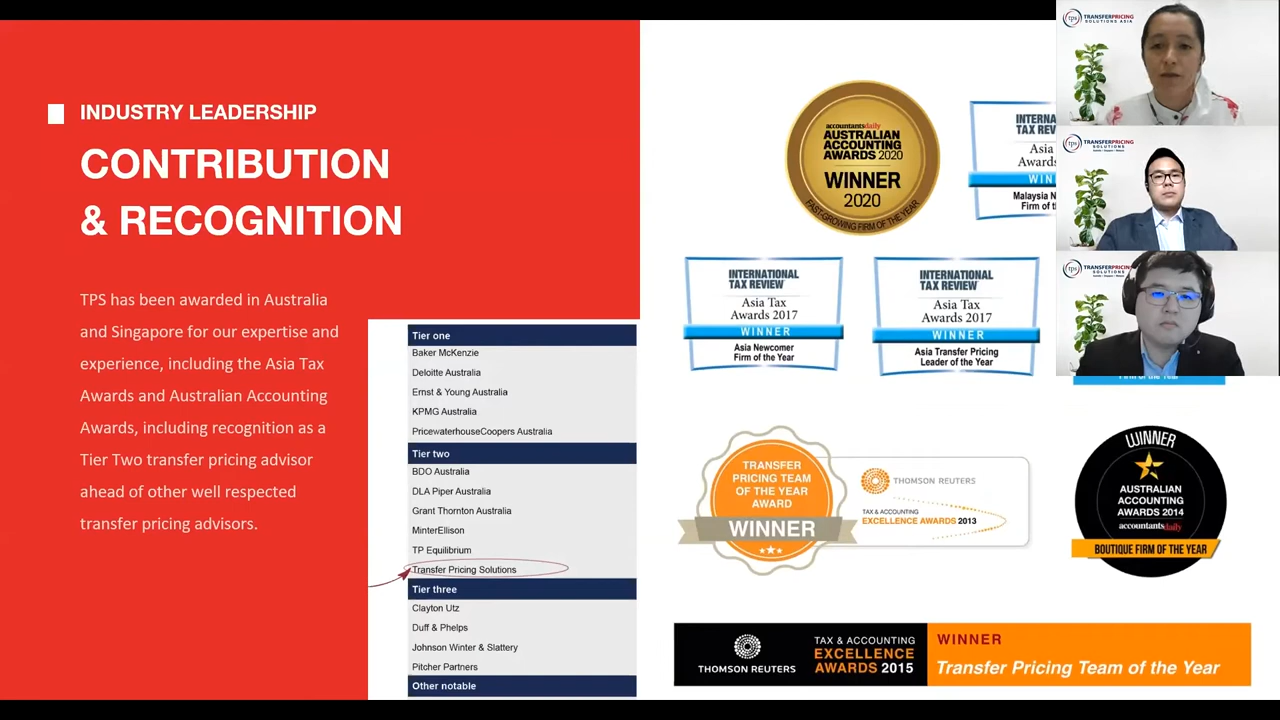 INDUSTRY LEADERSHIP
CONTRIBUTION
& RECOGNITION
TPS has been awarded in Australia
and Singapore for our expertise and
experience, including the Asia Tax
Awards and Australian Accounting
Awards, including recognition as a
Tier Two transfer pricing advisor
ahead of other well respected
transfer pricing advisors.
Tier one
Baker McKenzie
Deloitte Australia
Ernst & Young Australia
KPMG Australia
PricewaterhouseCoopers Australia
Tier two
BDO Australia
DLA Piper Australia
Grant Thornton Australia
MinterEllison
TP Equilibrium
Transfer Pricing Solutions
Tier three
Clayton Utz
Duff & Phelps
Johnson Winter & Slattery
Pitcher Partners
Other notable
accountantsdaily
AUSTRALIAN
ACCOUNTING
AWARDS 2020
WINNER
2020
FAST-GROWING FIRM OF THE YEAR
INTERNATIONAL
TAX REVIEW
Asia Tax
Awards 2017
WINNER
Asia Newcomer
Firm of the Year
INTERNATIONAL
TAX REVIEW
Asia Tax
Awards 2017
WINNER
Asia Transfer Pricing
Leader of the Year
TRANSFER
PRICING TEAM
OF THE YEAR
AWARD
WINNER
THOMSON REUTERS
TAX & ACCOUNTING
EXCELLENCE AWARDS 2013
WINNER
AUSTRALIAN
ACCOUNTING
AWARDS 2014
accountantsdaily
BOUTIQUE FIRM OF THE YEAR
THOMSON REUTERS
TAX & ACCOUNTING
EXCELLENCE
AWARDS 2015
WINNER
Transfer Pricing Team of the Year
tps TRANSFERPRICING
SOLUTIONS ASIA
TRANSFERPRICING
SOLUTIONS
tps TRANSFERPRICING
SOLUTIONS